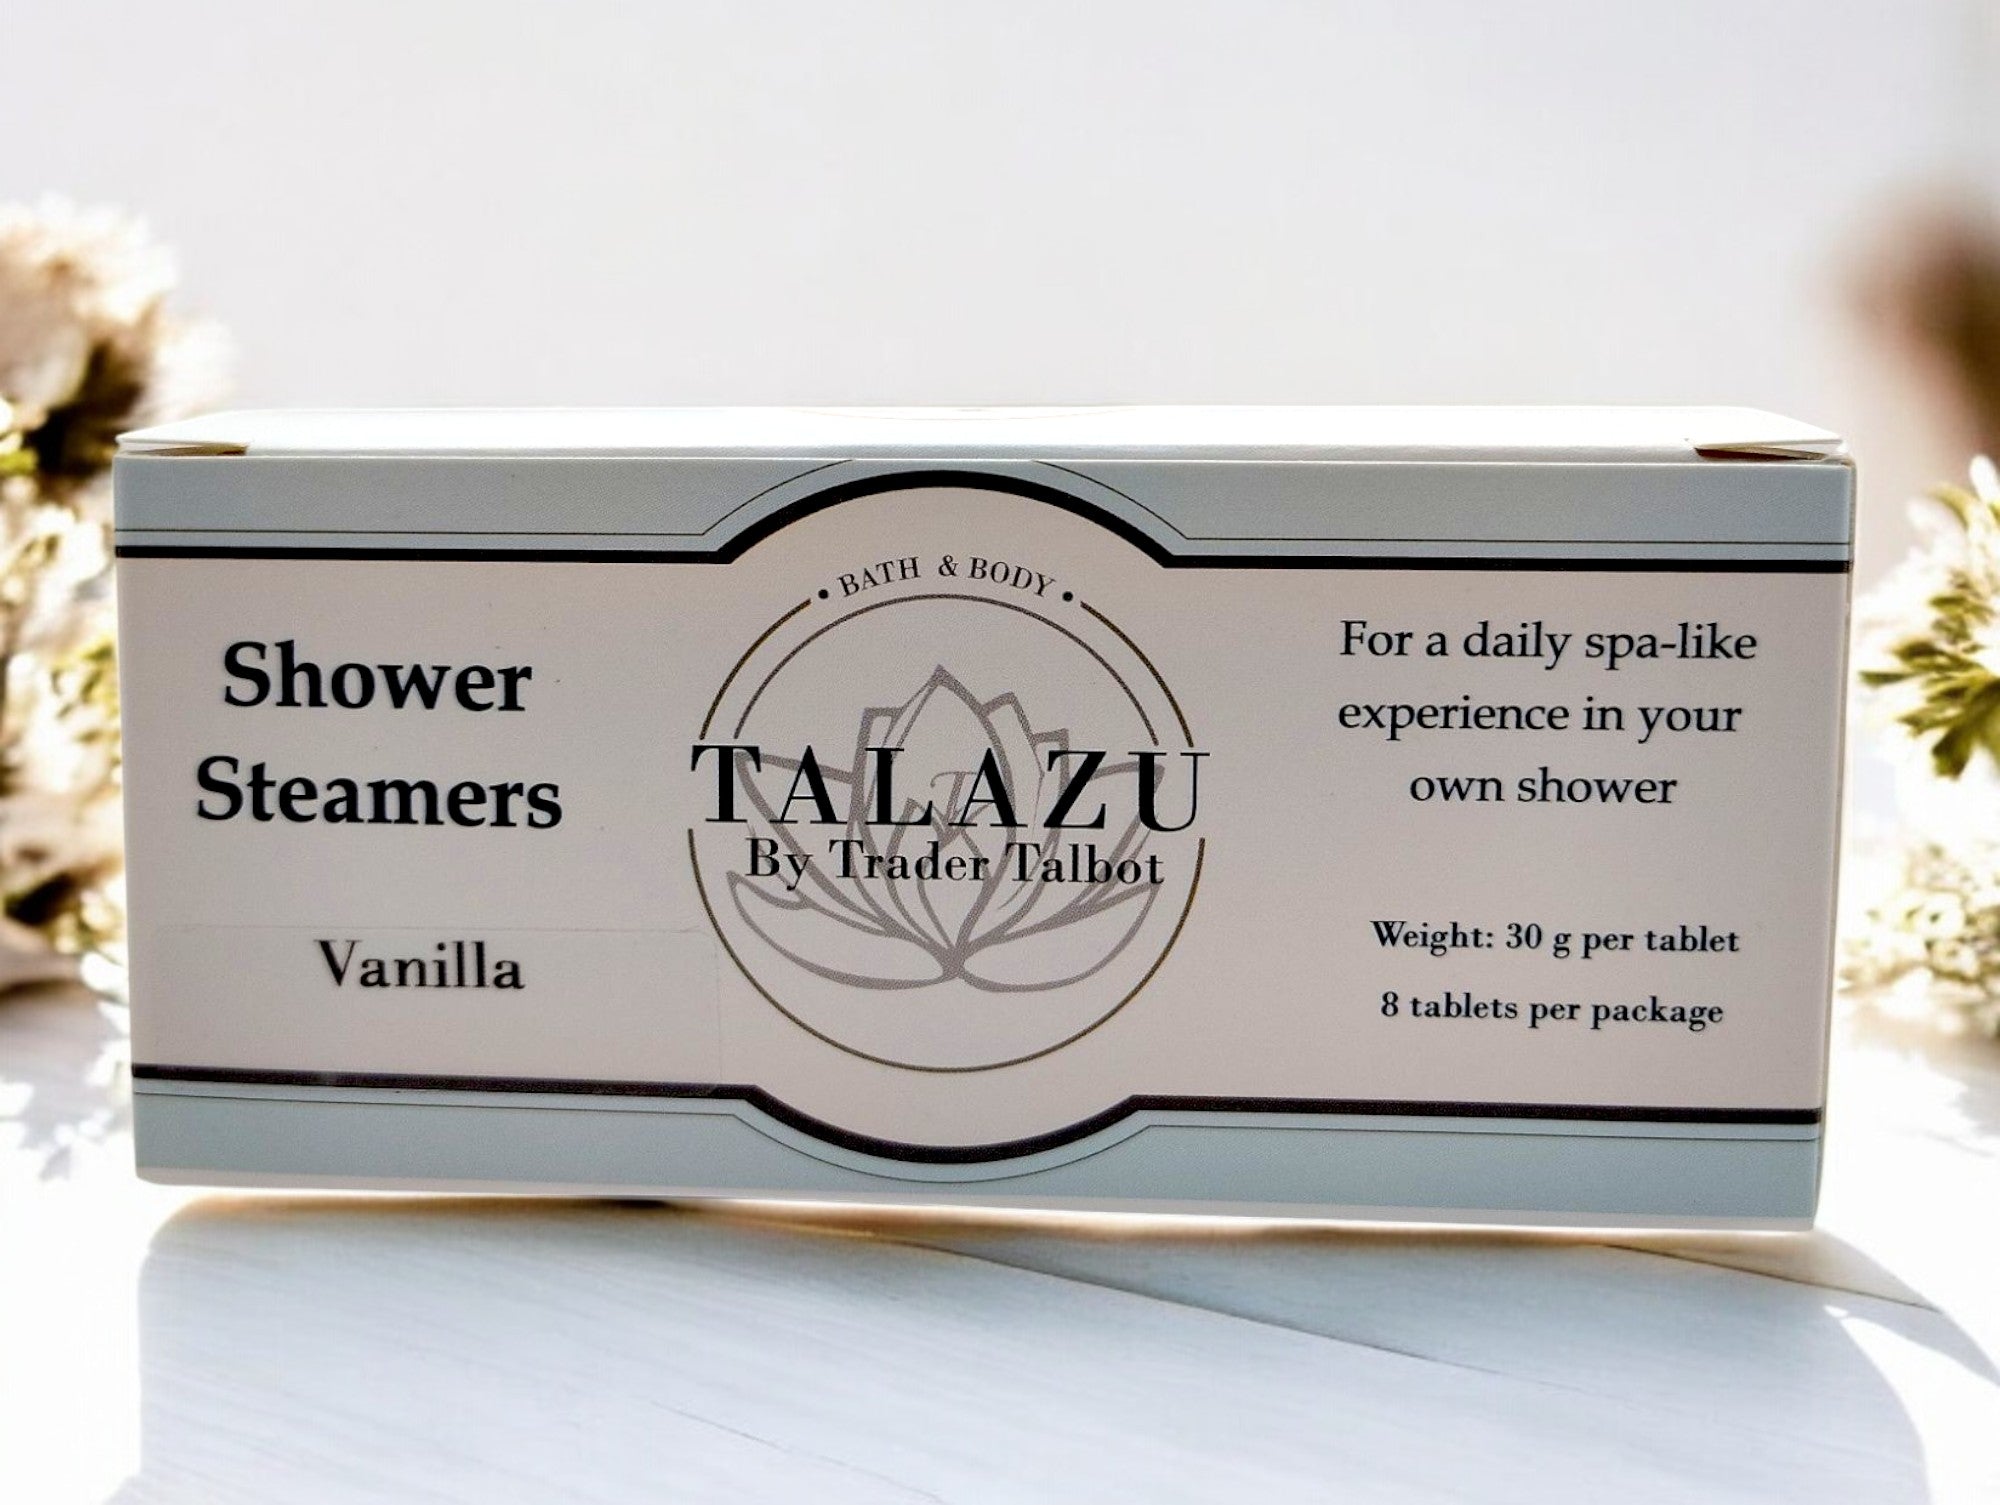 Shower
Steamers
Vanilla
• BATH & BODY •
TALAZU
By Trader Talbot
For a daily spa-like
experience in your
own shower
Weight: 30 g per tablet
8 tablets per package